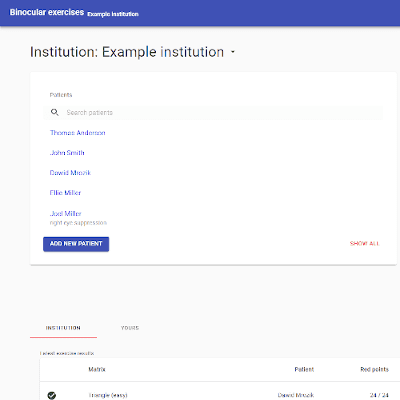 Binocular exercises Example institution
Institution: Example institution
Patients
Search patients
Thomas Anderson
John Smith
Dawid Mrozik
Ellie Miller
Joel Miller
right eye suppression
ADD NEW PATIENT
SHOW ALL
INSTITUTION YOURS
Latest exercise results
Matrix Patient Red points
Triangle (easy) Dawid Mrozik 24 / 24